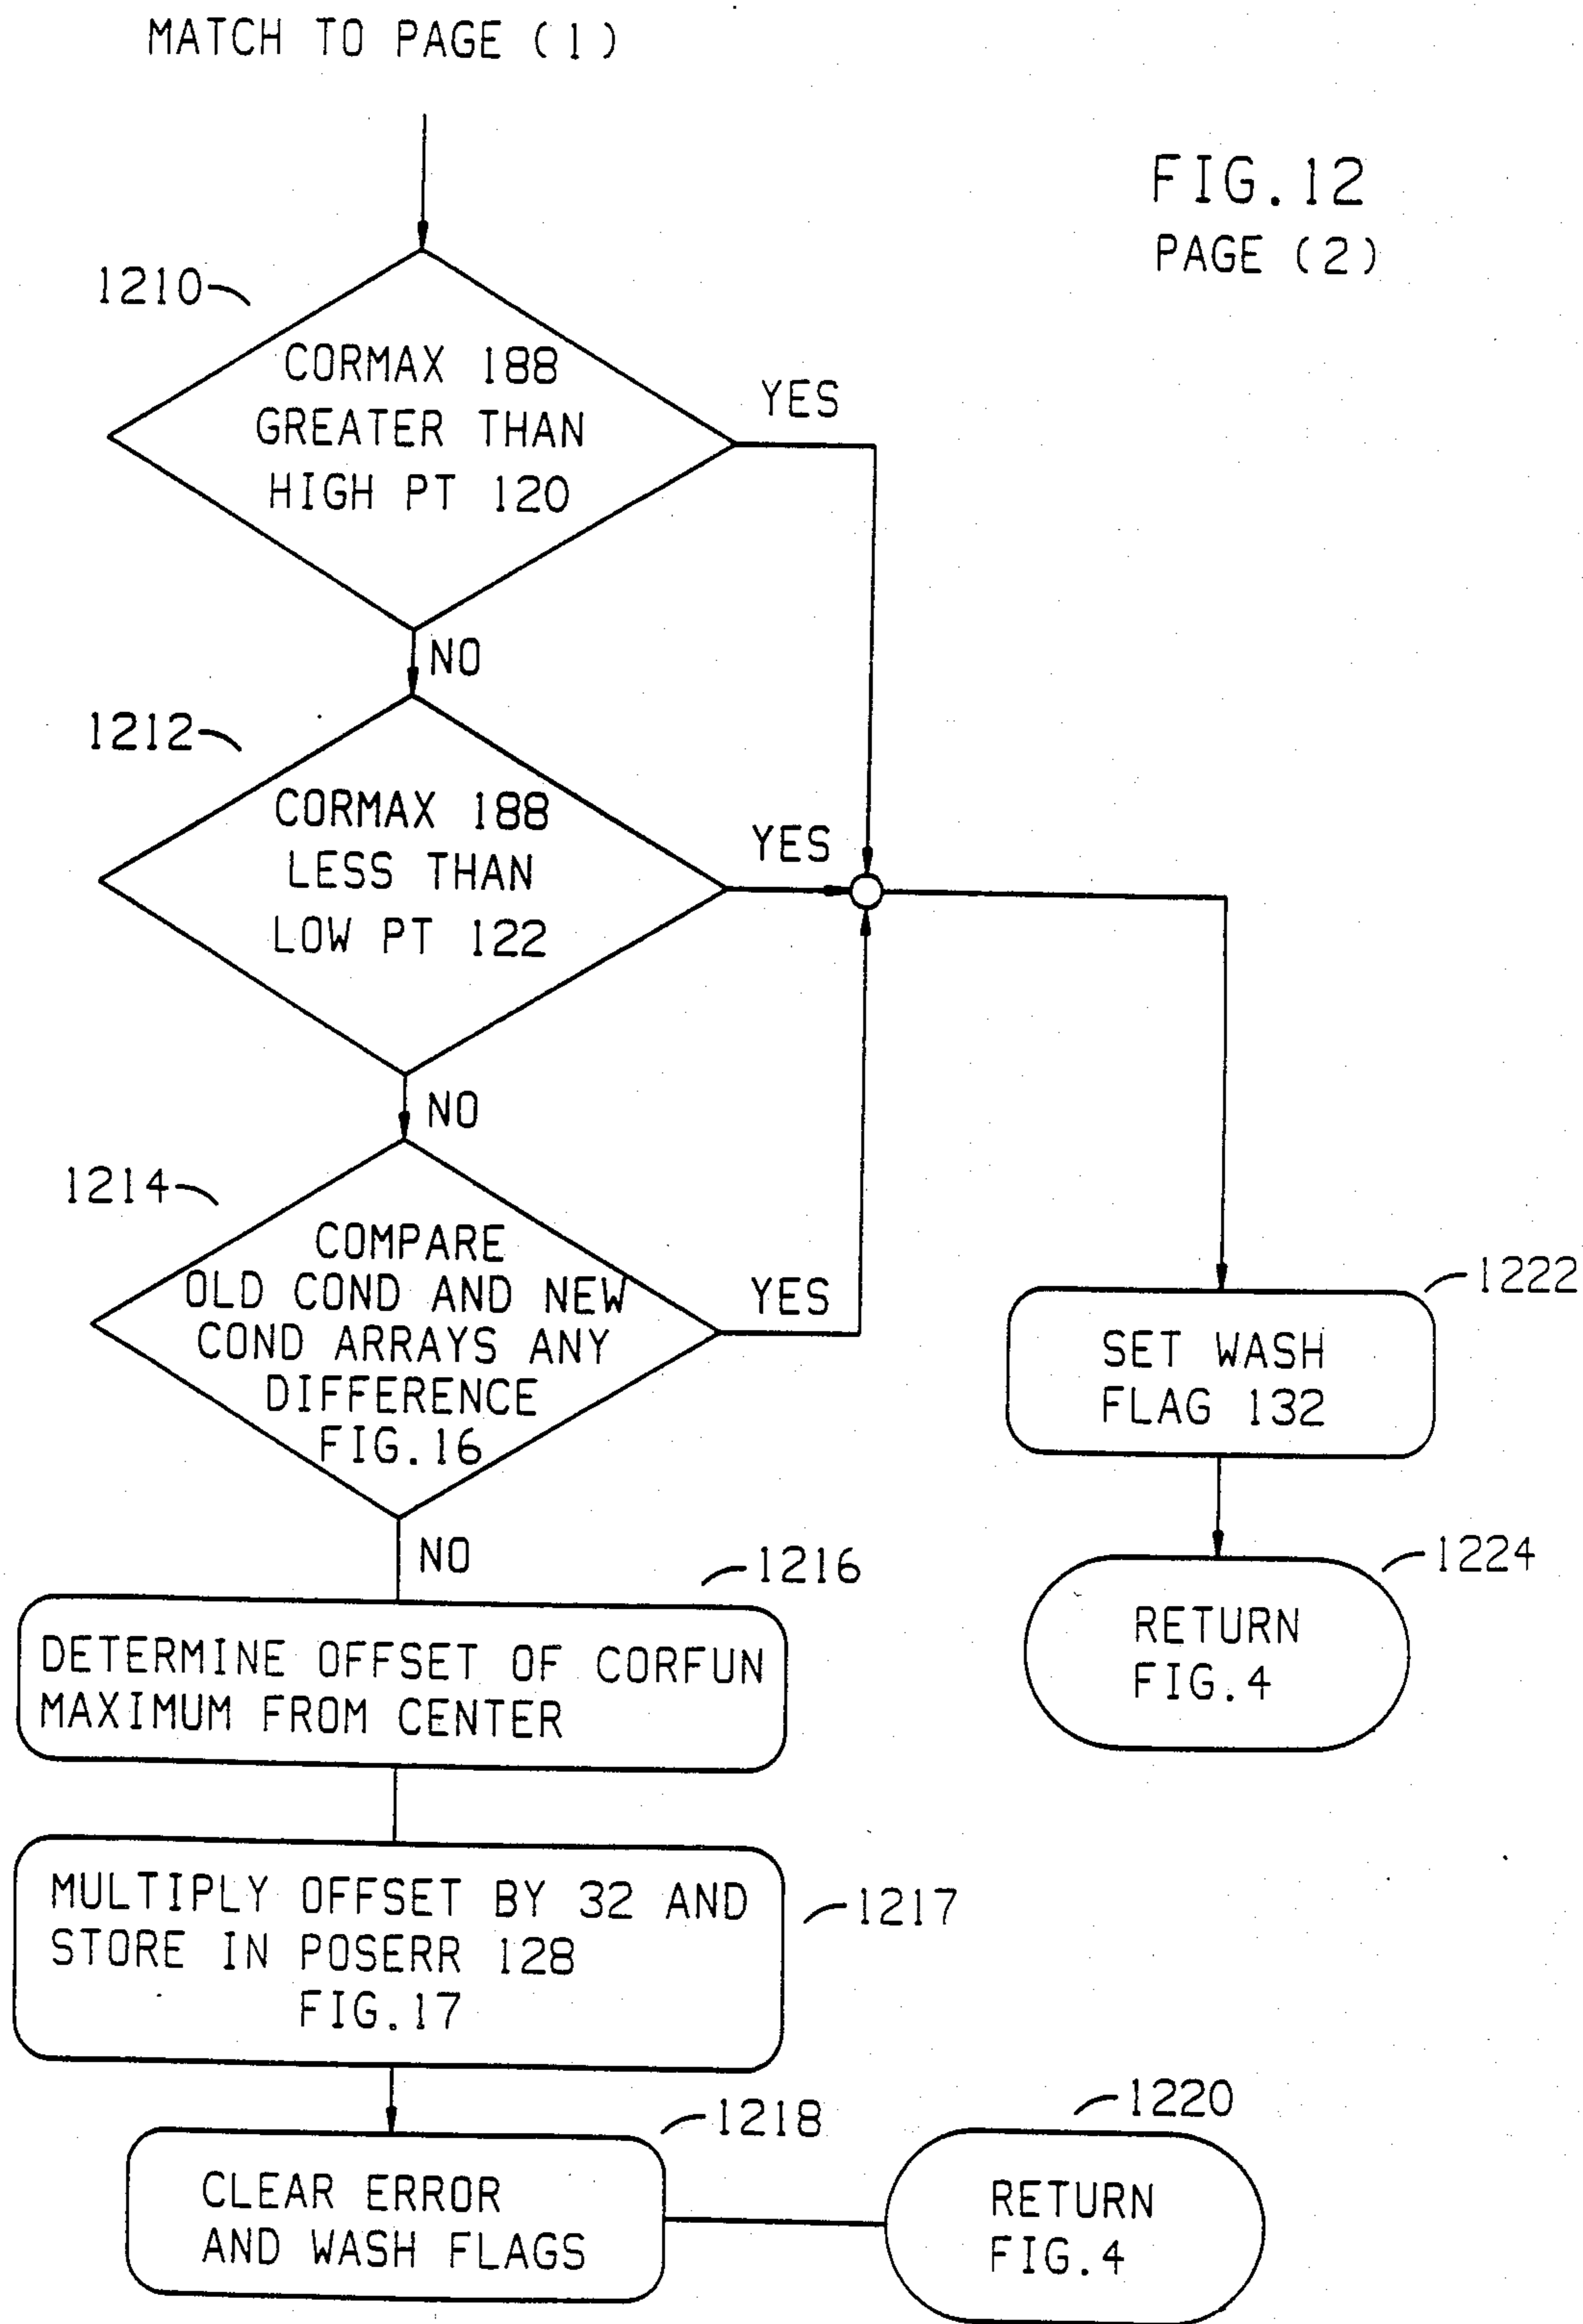 MATCH TO PAGE (1)
FIG.12
PAGE (2)
1210
CORMAX 188
GREATER THAN
HIGH PT 120
YES
NO
1212
CORMAX 188
LESS THAN
LOW PT 122
YES
NO
1214
COMPARE
OLD COND AND NEW
COND ARRAYS ANY
DIFFERENCE
FIG.16
YES
NO
1222
SET WASH
FLAG 132
1224
RETURN
FIG.4
1216
DETERMINE OFFSET OF CORFUN
MAXIMUM FROM CENTER
1217
MULTIPLY OFFSET BY 32 AND
STORE IN POSERR 128
FIG.17
1218
CLEAR ERROR
AND WASH FLAGS
1220
RETURN
FIG.4